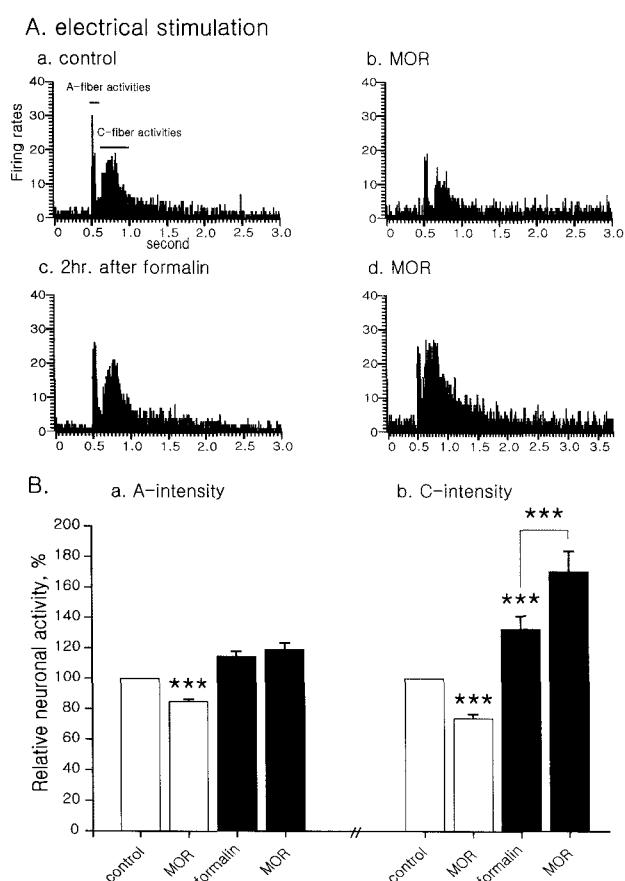 A. electrical stimulation
a. control
b. MOR
40
30
20
10
0
Firing rates
A-fiber activities
C-fiber activities
0 0.5 1.0 1.5 2.0 2.5 3.0
second
40
30
20
10
0
0 0.5 1.0 1.5 2.0 2.5 3.0
c. 2hr. after formalin
d. MOR
40
30
20
10
0
0 0.5 1.0 1.5 2.0 2.5 3.0
40
30
20
10
0
0 0.5 1.0 1.5 2.0 2.5 3.0 3.5
B.
a. A-intensity
b. C-intensity
Relative neuronal activity, %
200
180
160
140
120
100
80
60
40
20
0
***
***
***
***
control MOR formalin MOR // control MOR formalin MOR